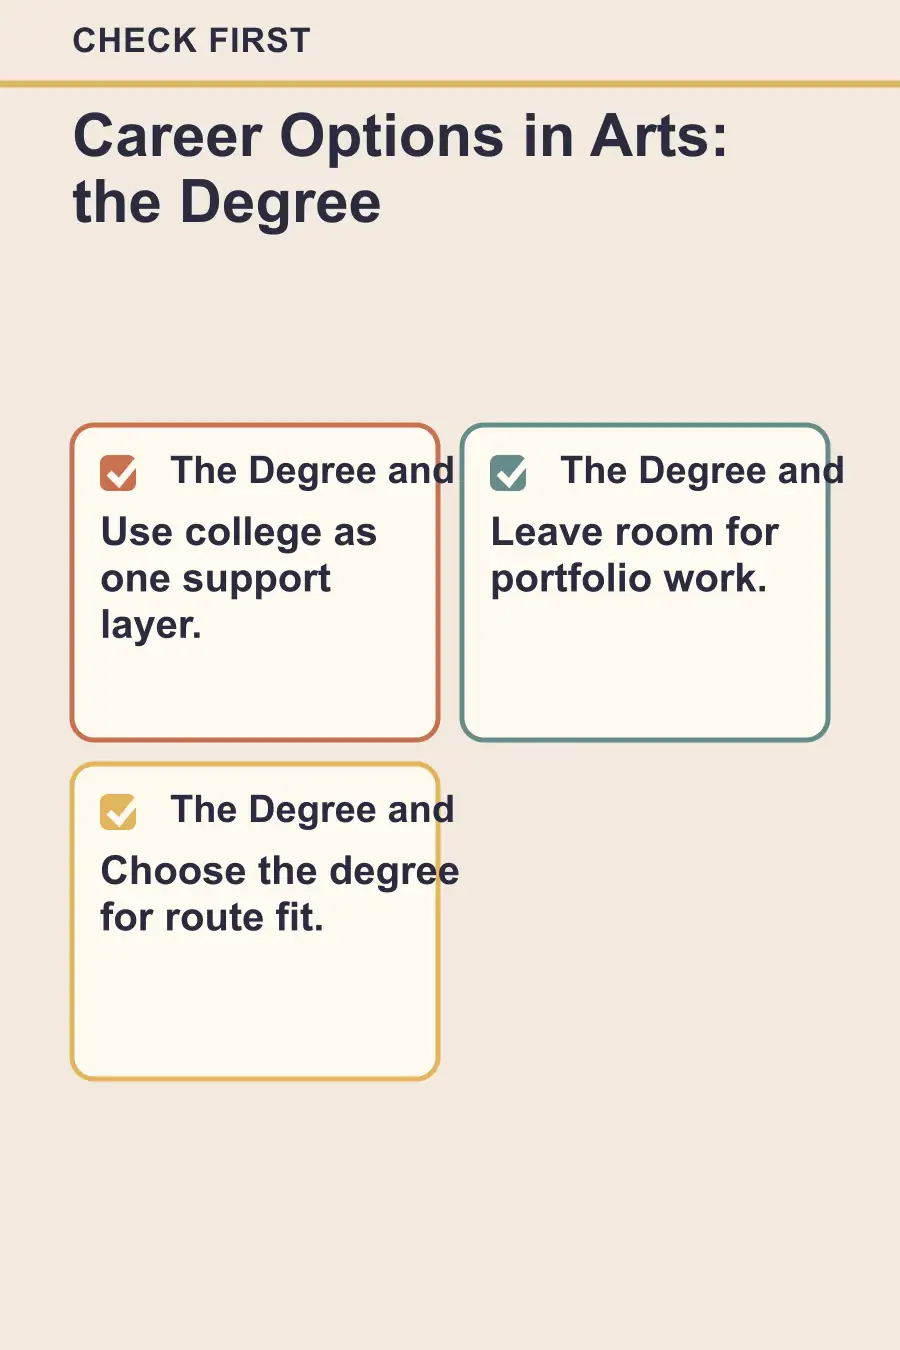 CHECK FIRST
Career Options in Arts:
the Degree
The Degree and
Use college as
one support
layer.
The Degree and
Leave room for
portfolio work.
The Degree and
Choose the degree
for route fit.